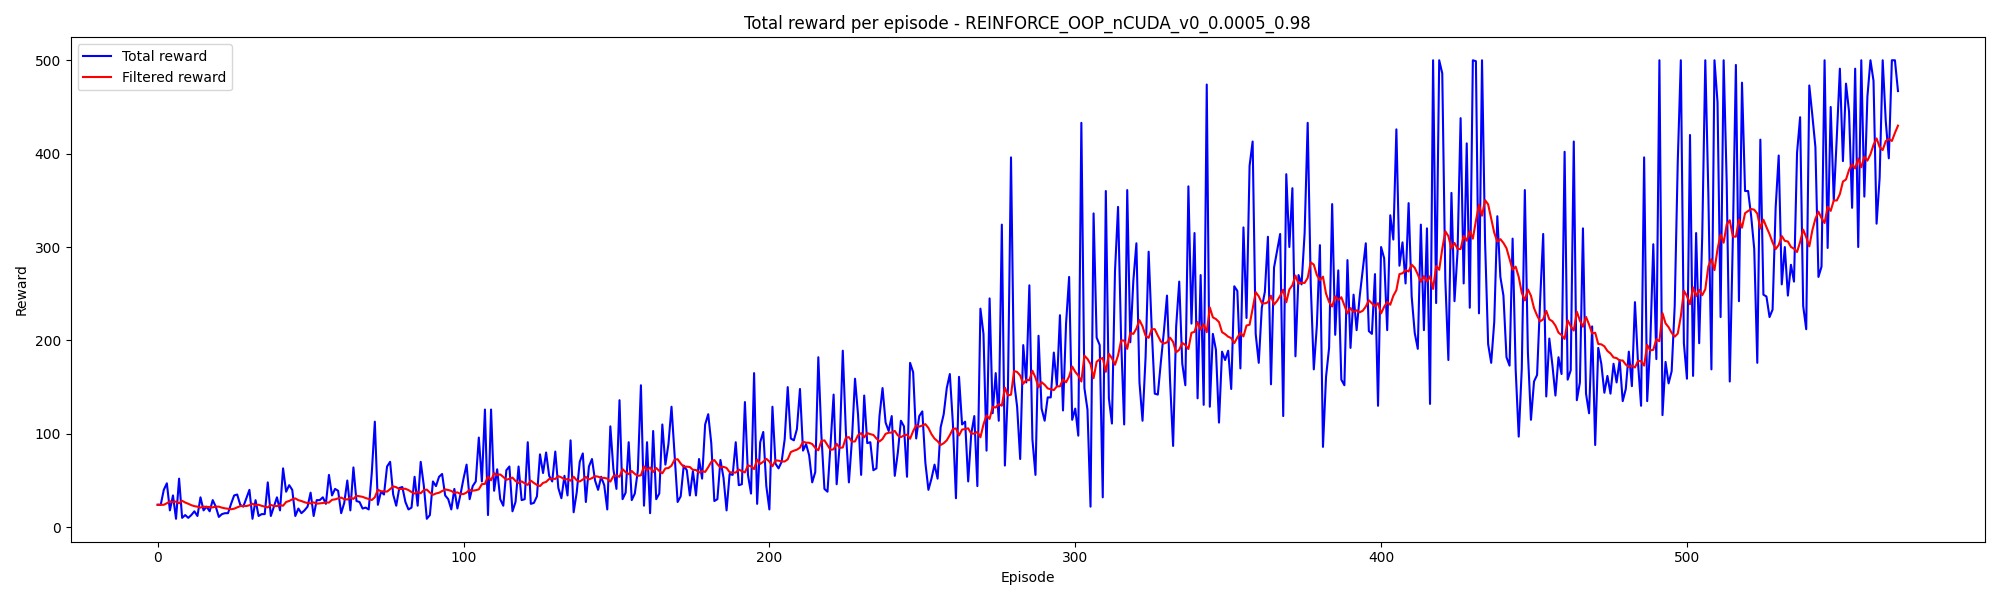 Total reward per episode - REINFORCE_OOP_nCUDA_v0_0.0005_0.98
Total reward
Filtered reward
500
400
300
200
100
0
Reward
0 100 200 300 400 500
Episode